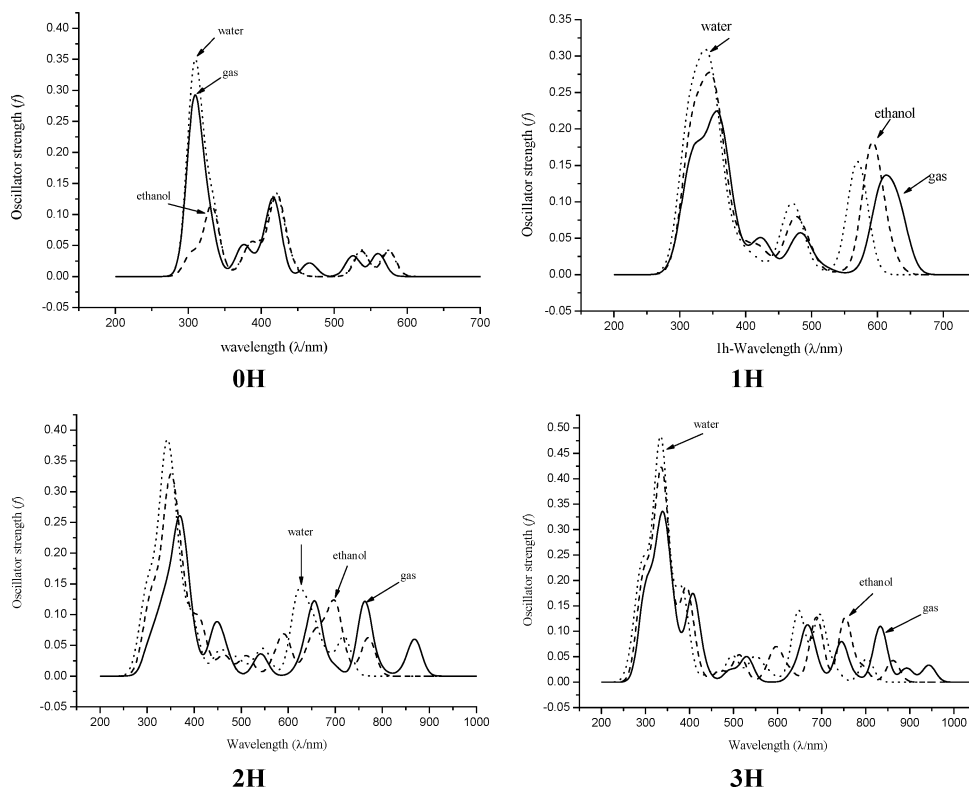 Oscillator strength (f)
0.45
0.40
0.35
0.30
0.25
0.20
0.15
0.10
0.05
0.00
-0.05
water
gas
ethanol
200 300 400 500 600 700
wavelength (λ/nm)
0H
Oscillator strength (f)
0.35
0.30
0.25
0.20
0.15
0.10
0.05
0.00
-0.05
water
ethanol
gas
200 300 400 500 600 700
1h-Wavelength (λ/nm)
1H
Oscillator strength (f)
0.40
0.35
0.30
0.25
0.20
0.15
0.10
0.05
0.00
-0.05
water
ethanol
gas
200 300 400 500 600 700 800 900 1000
Wavelength (λ/nm)
2H
Oscillator strength (f)
0.50
0.45
0.40
0.35
0.30
0.25
0.20
0.15
0.10
0.05
0.00
-0.05
water
ethanol
gas
200 300 400 500 600 700 800 900 1000
Wavelength (λ/nm)
3H